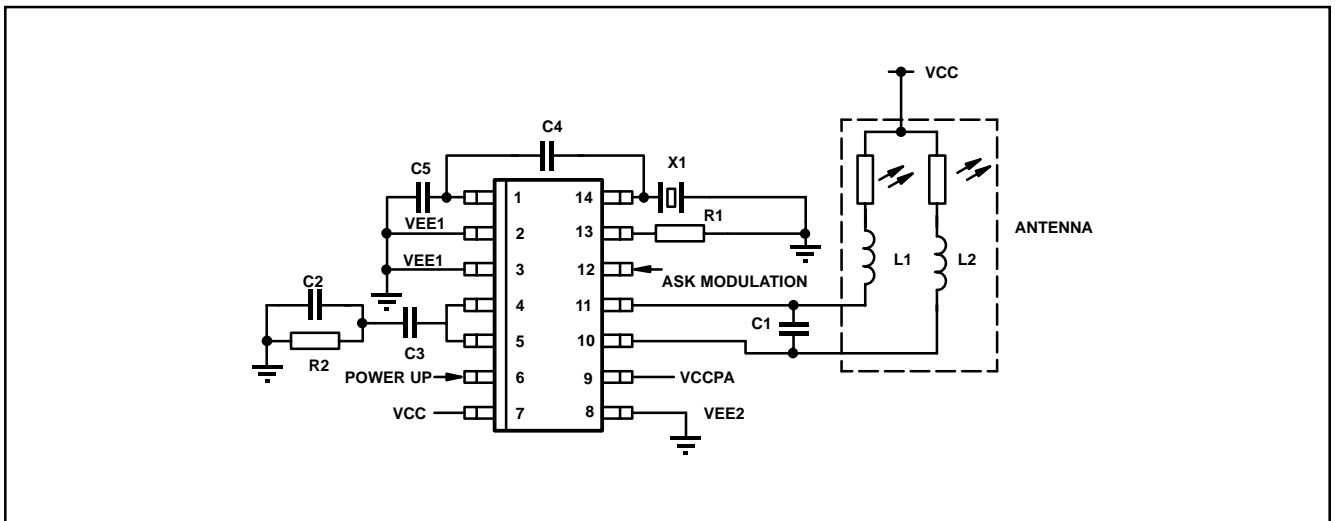 VCC
C4
C5
X1
1
14
R1
VEE1
2
13
ANTENNA
VEE1
3
12
ASK MODULATION
L1
L2
C2
4
11
C1
R2
C3
5
10
POWER UP
6
9
VCCPA
VCC
7
8
VEE2